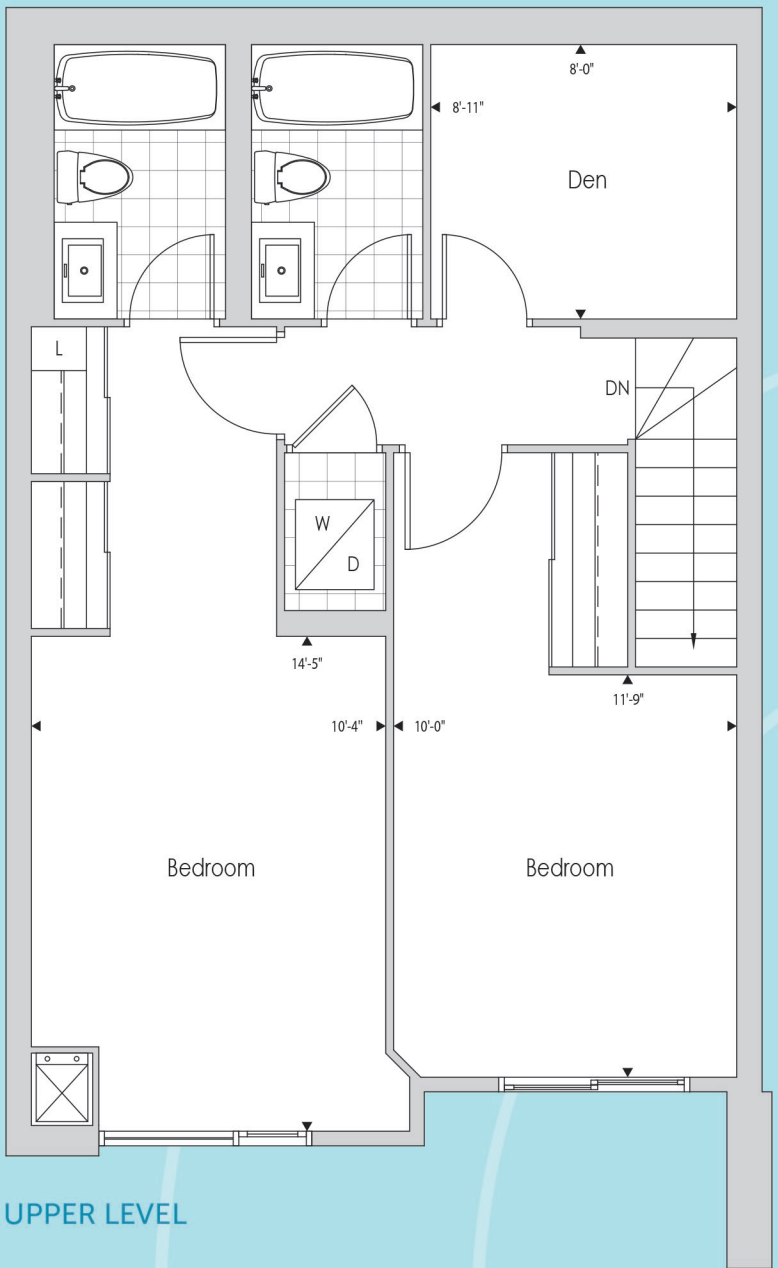 8'-0"
8'-11"
Den
L
DN
W
D
14'-5"
11'-9"
10'-4"
10'-0"
Bedroom
Bedroom
UPPER LEVEL